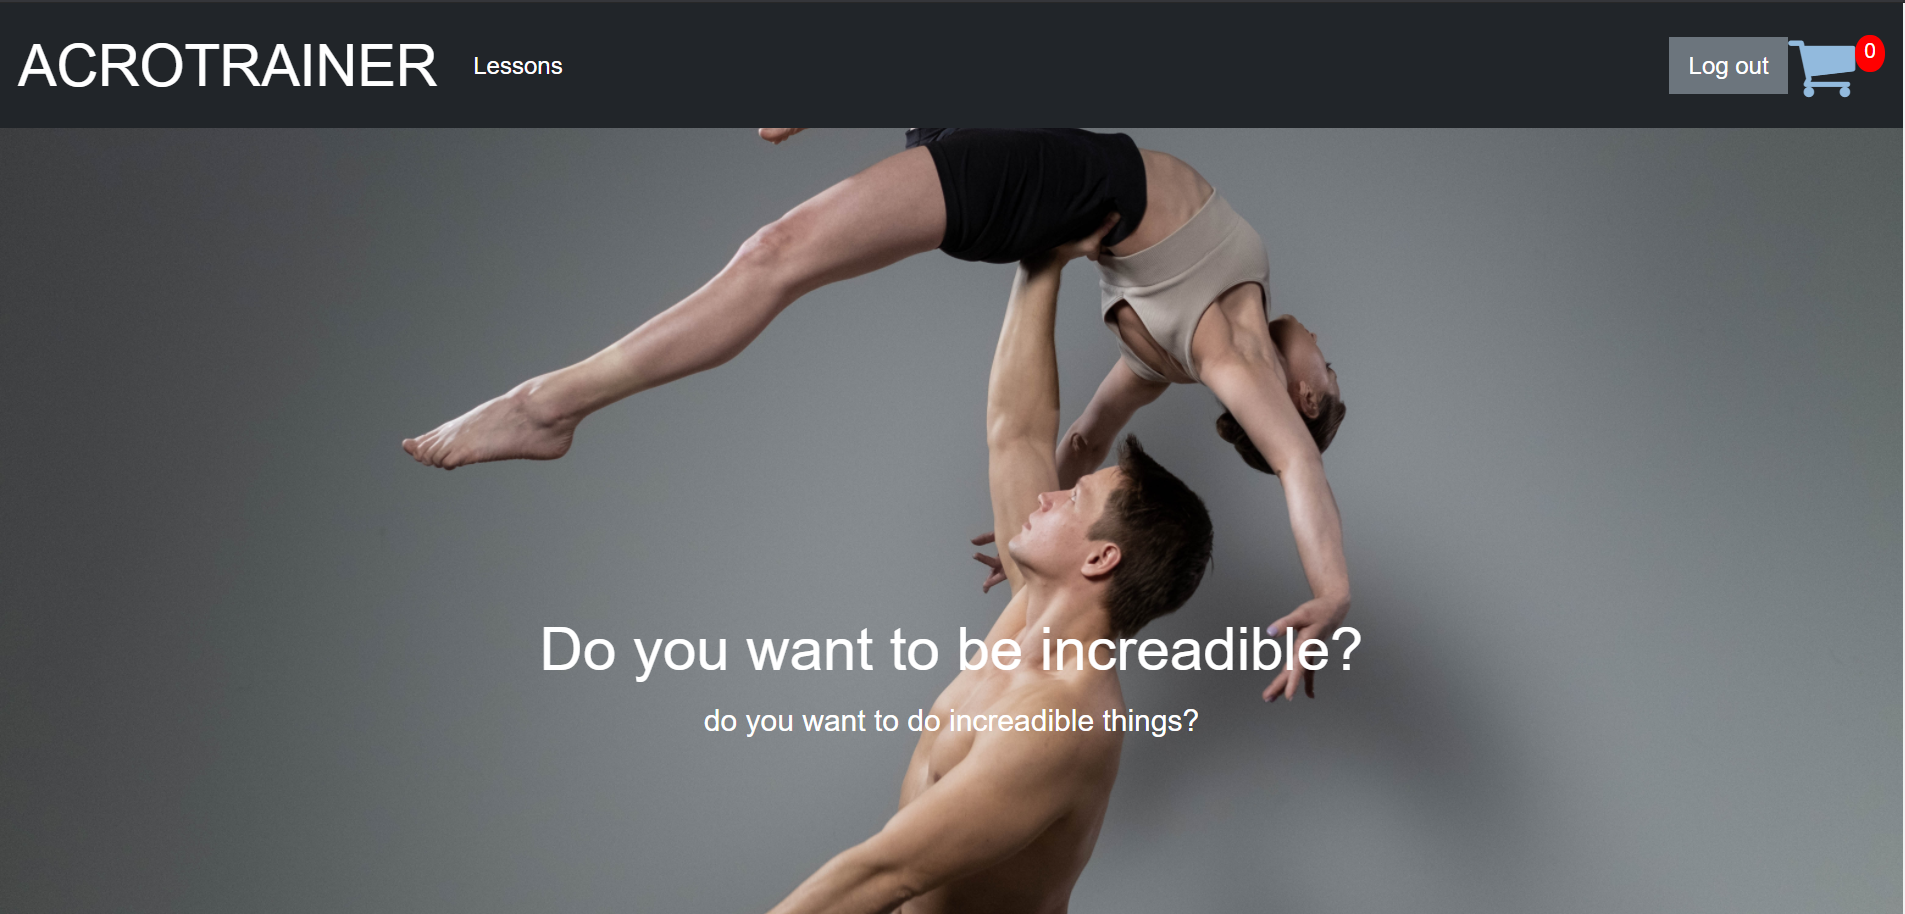 ACROTRAINER Lessons Log out 0
Do you want to be increadible?
do you want to do increadible things?